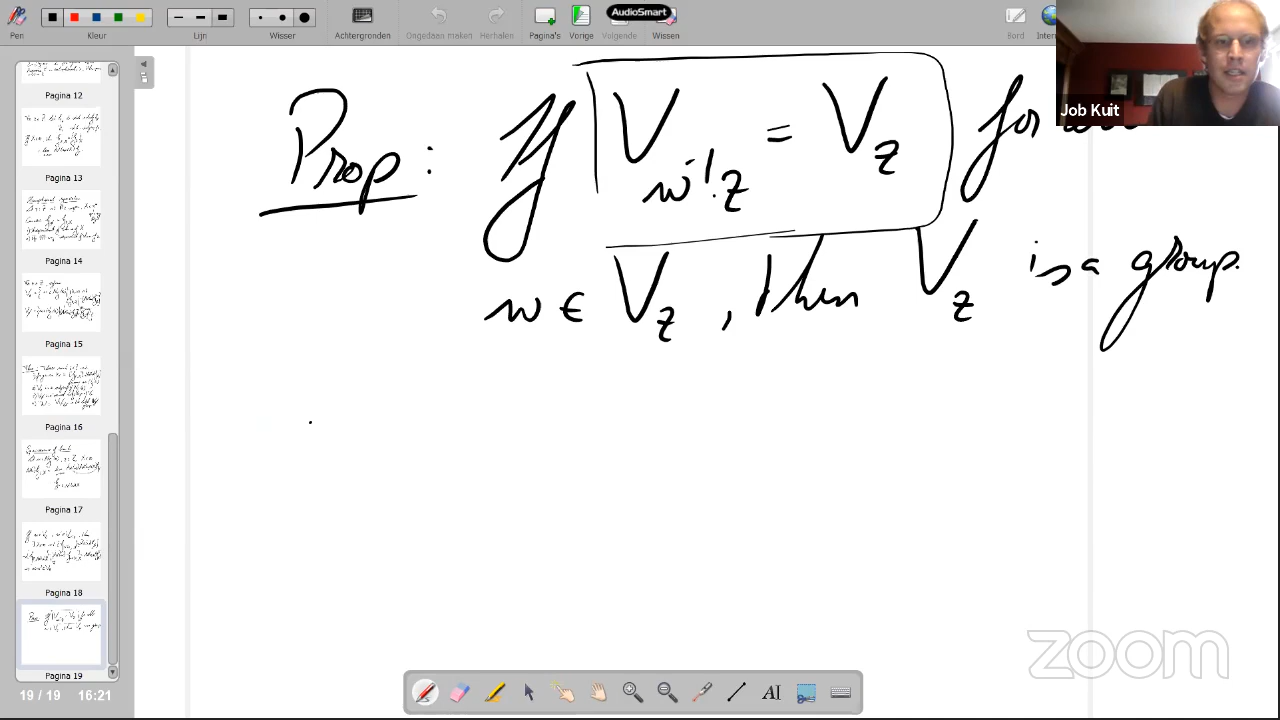 Pen
Kleur
Lijn
Wisser
Achtergronden
Ongedaan maken
Herhalen
Pagina's
Vorige
Volgende
Wissen
Bord
AudioSmart
Job Kuit
Pagina 12
Pagina 13
Pagina 14
Pagina 15
Pagina 16
Pagina 17
Pagina 18
Pagina 19
19 / 19 16:21
Prop: If V_{w^{-1}·z} = V_z for
w ∈ V_z, then V_z is a group.
AI
zoom